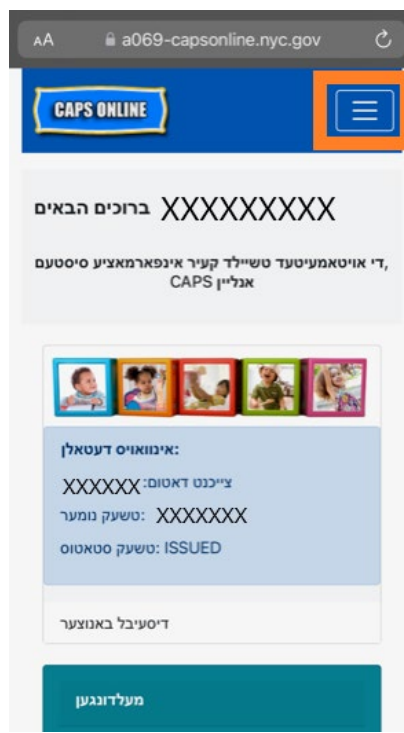 AA a069-capsonline.nyc.gov
CAPS ONLINE
ברוכים הבאים XXXXXXXXX
די אויטאמעיטעד טשיילד קעיר אינפארמאציע סיסטעם,
אנליין CAPS
אינוואויס דעטאלן:
צייכנט דאטום: XXXXXX
טשעק נומער: XXXXXXX
טשעק סטאטוס: ISSUED
דיסעיבל באנוצער
מעלדונגען